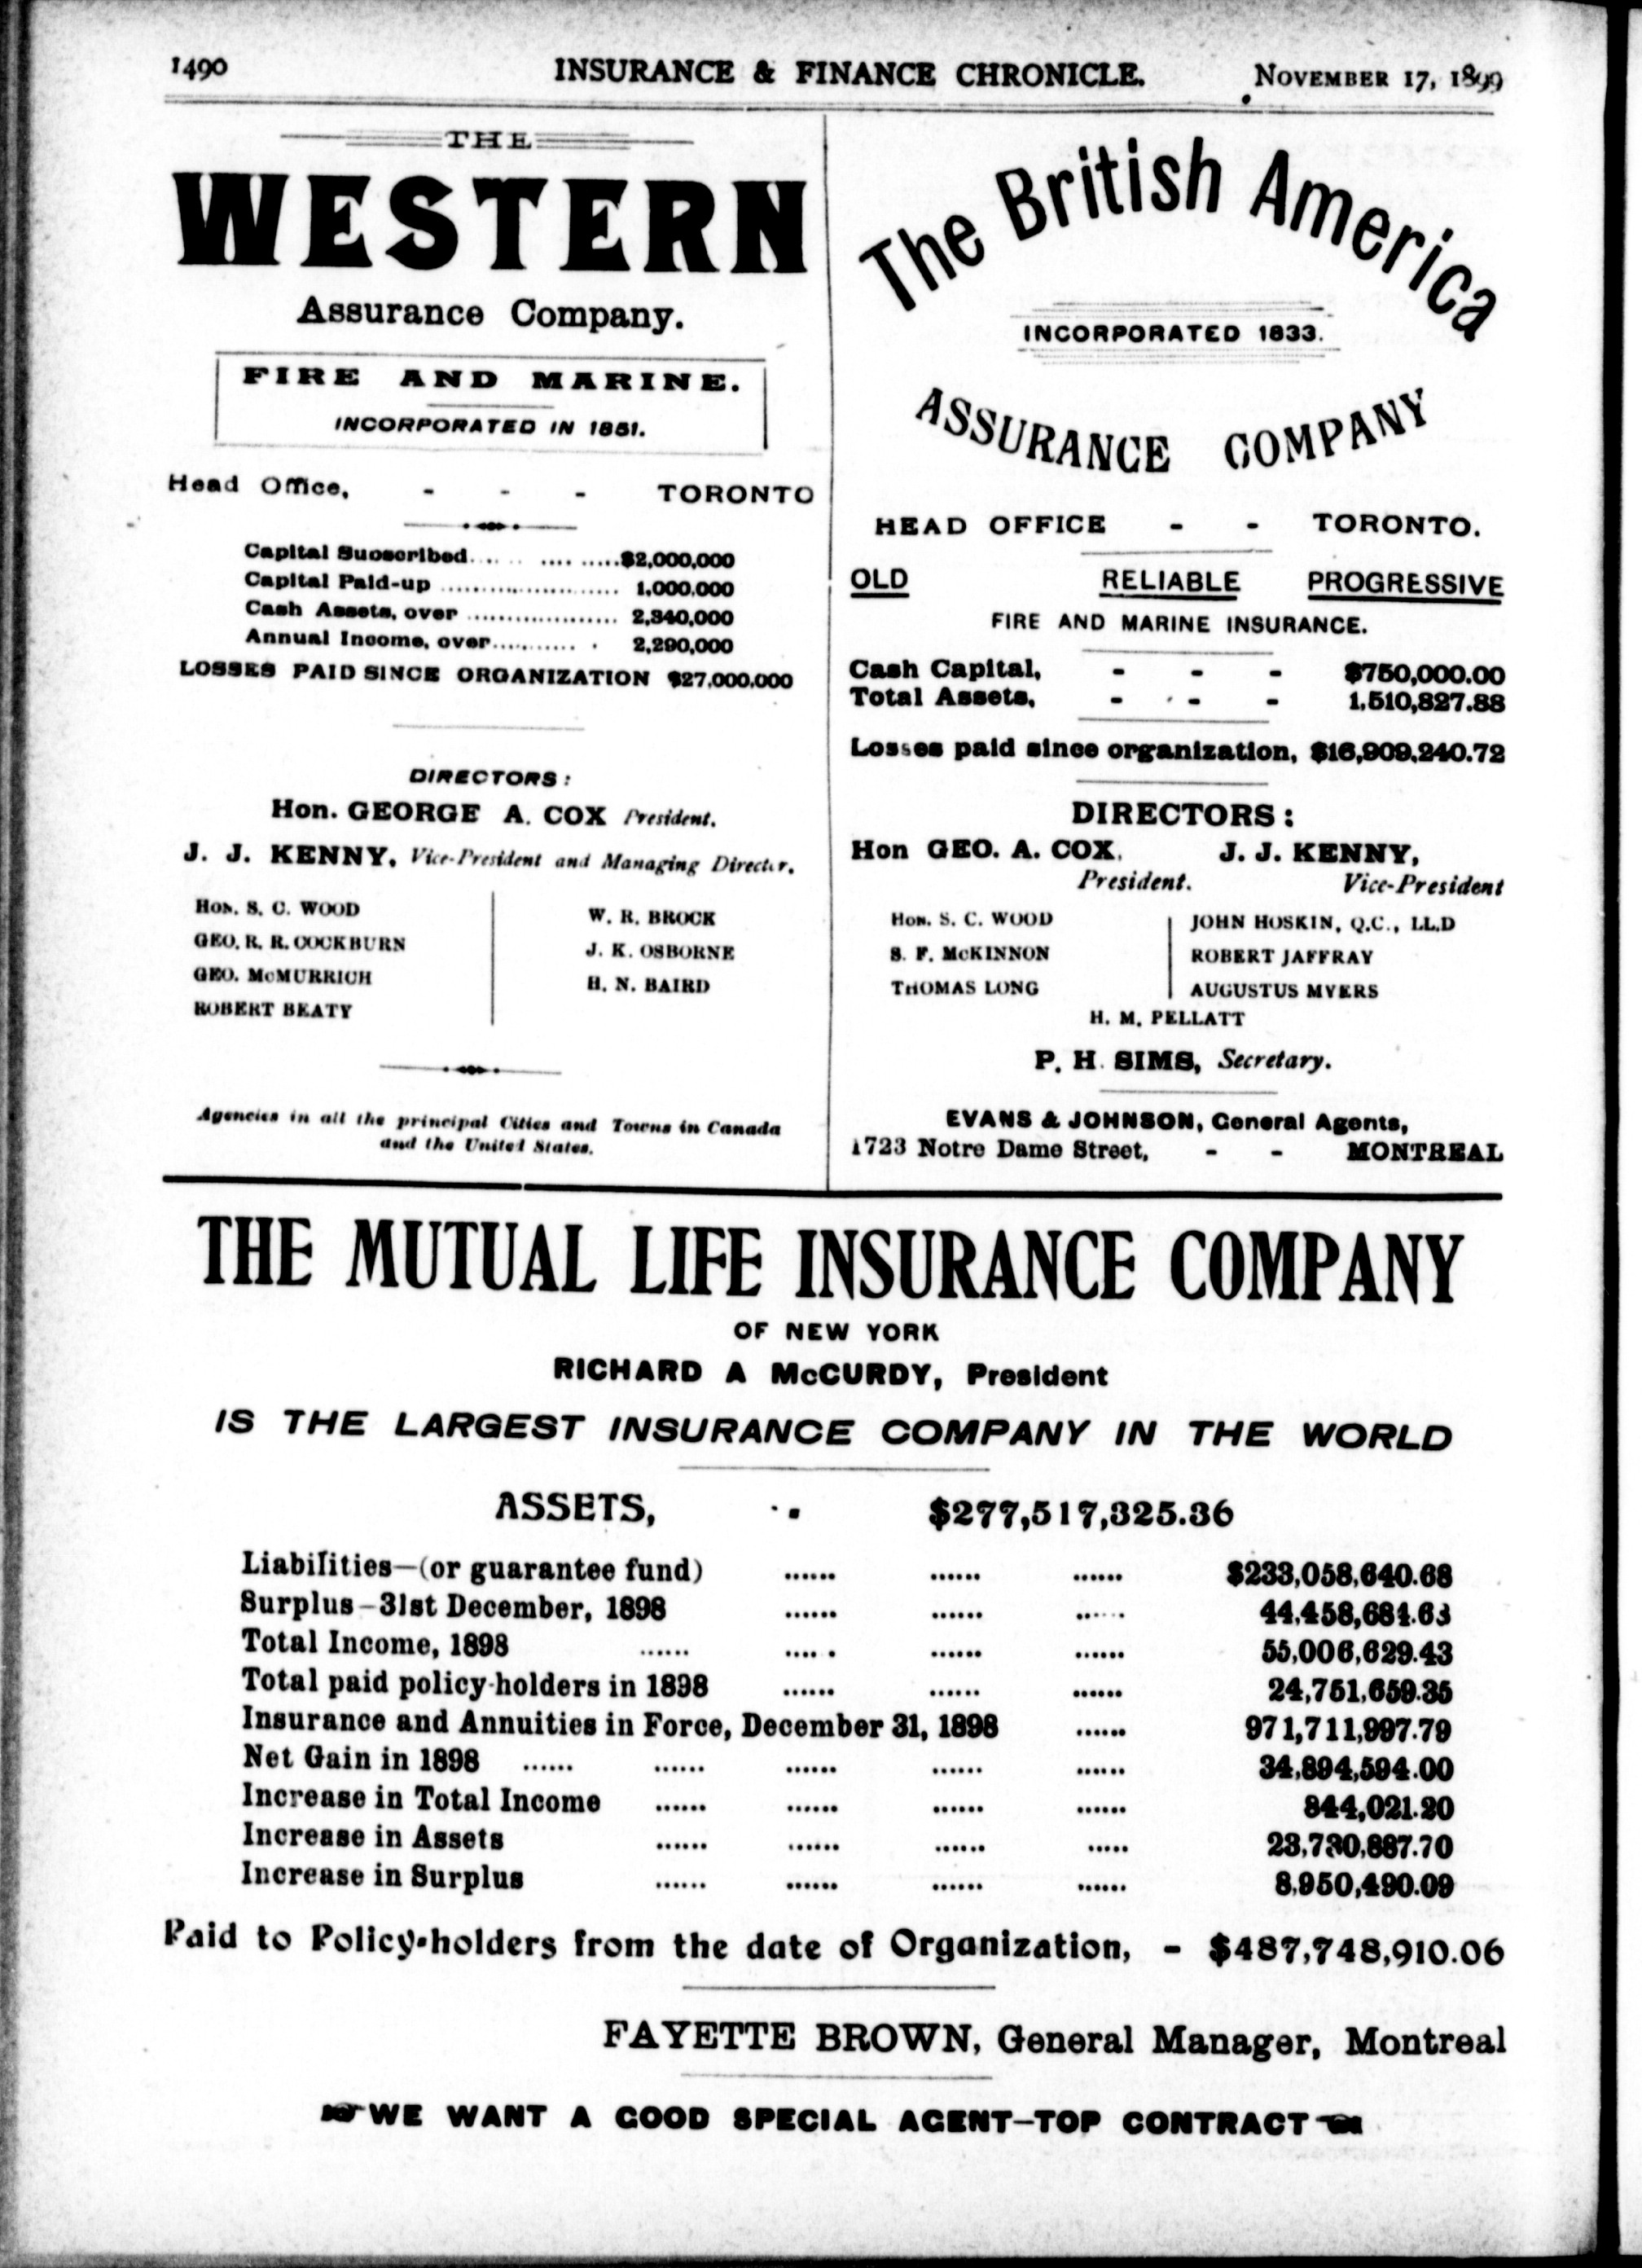 1490 INSURANCE & FINANCE CHRONICLE. NOVEMBER 17, 1899
THE
WESTERN
Assurance Company.
FIRE AND MARINE.
INCORPORATED IN 1851.
Head Office, - - - TORONTO
Capital Subscribed.... .... .....$2,000,000
Capital Paid-up ...................... 1,000,000
Cash Assets, over ................... 2,340,000
Annual Income, over........... . 2,290,000
LOSSES PAID SINCE ORGANIZATION $27,000,000
DIRECTORS:
Hon. GEORGE A. COX President.
J. J. KENNY, Vice-President and Managing Director.
HON. S. C. WOOD
GEO. R. R. COCKBURN
GEO. McMURRICH
ROBERT BEATY
W. R. BROCK
J. K. OSBORNE
H. N. BAIRD
Agencies in all the principal Cities and Towns in Canada
and the United States.
The British America
INCORPORATED 1833.
ASSURANCE COMPANY
HEAD OFFICE - - TORONTO.
OLD RELIABLE PROGRESSIVE
FIRE AND MARINE INSURANCE.
Cash Capital, - - - $750,000.00
Total Assets, - - - 1,510,827.88
Losses paid since organization, $16,909,240.72
DIRECTORS:
Hon GEO. A. COX, J. J. KENNY,
President. Vice-President
HON. S. C. WOOD
S. F. McKINNON
THOMAS LONG
JOHN HOSKIN, Q.C., LL.D
ROBERT JAFFRAY
AUGUSTUS MYERS
H. M. PELLATT
P. H. SIMS, Secretary.
EVANS & JOHNSON, General Agents,
1723 Notre Dame Street, - - MONTREAL
THE MUTUAL LIFE INSURANCE COMPANY
OF NEW YORK
RICHARD A McCURDY, President
IS THE LARGEST INSURANCE COMPANY IN THE WORLD
ASSETS, - - $277,517,325.36
Liabilities—(or guarantee fund) ...... ...... ...... $233,058,640.68
Surplus—31st December, 1898 ...... ...... ...... 44,458,684.63
Total Income, 1898 ...... ...... ...... ...... 55,006,629.43
Total paid policy-holders in 1898 ...... ...... ...... 24,751,659.35
Insurance and Annuities in Force, December 31, 1898 ...... 971,711,997.79
Net Gain in 1898 ...... ...... ...... ...... ...... 34,894,594.00
Increase in Total Income ...... ...... ...... ...... 844,021.20
Increase in Assets ...... ...... ...... ..... 23,730,887.70
Increase in Surplus ...... ...... ...... ...... 8,950,490.09
Paid to Policy-holders from the date of Organization, - $487,748,910.06
FAYETTE BROWN, General Manager, Montreal
WE WANT A GOOD SPECIAL AGENT—TOP CONTRACT